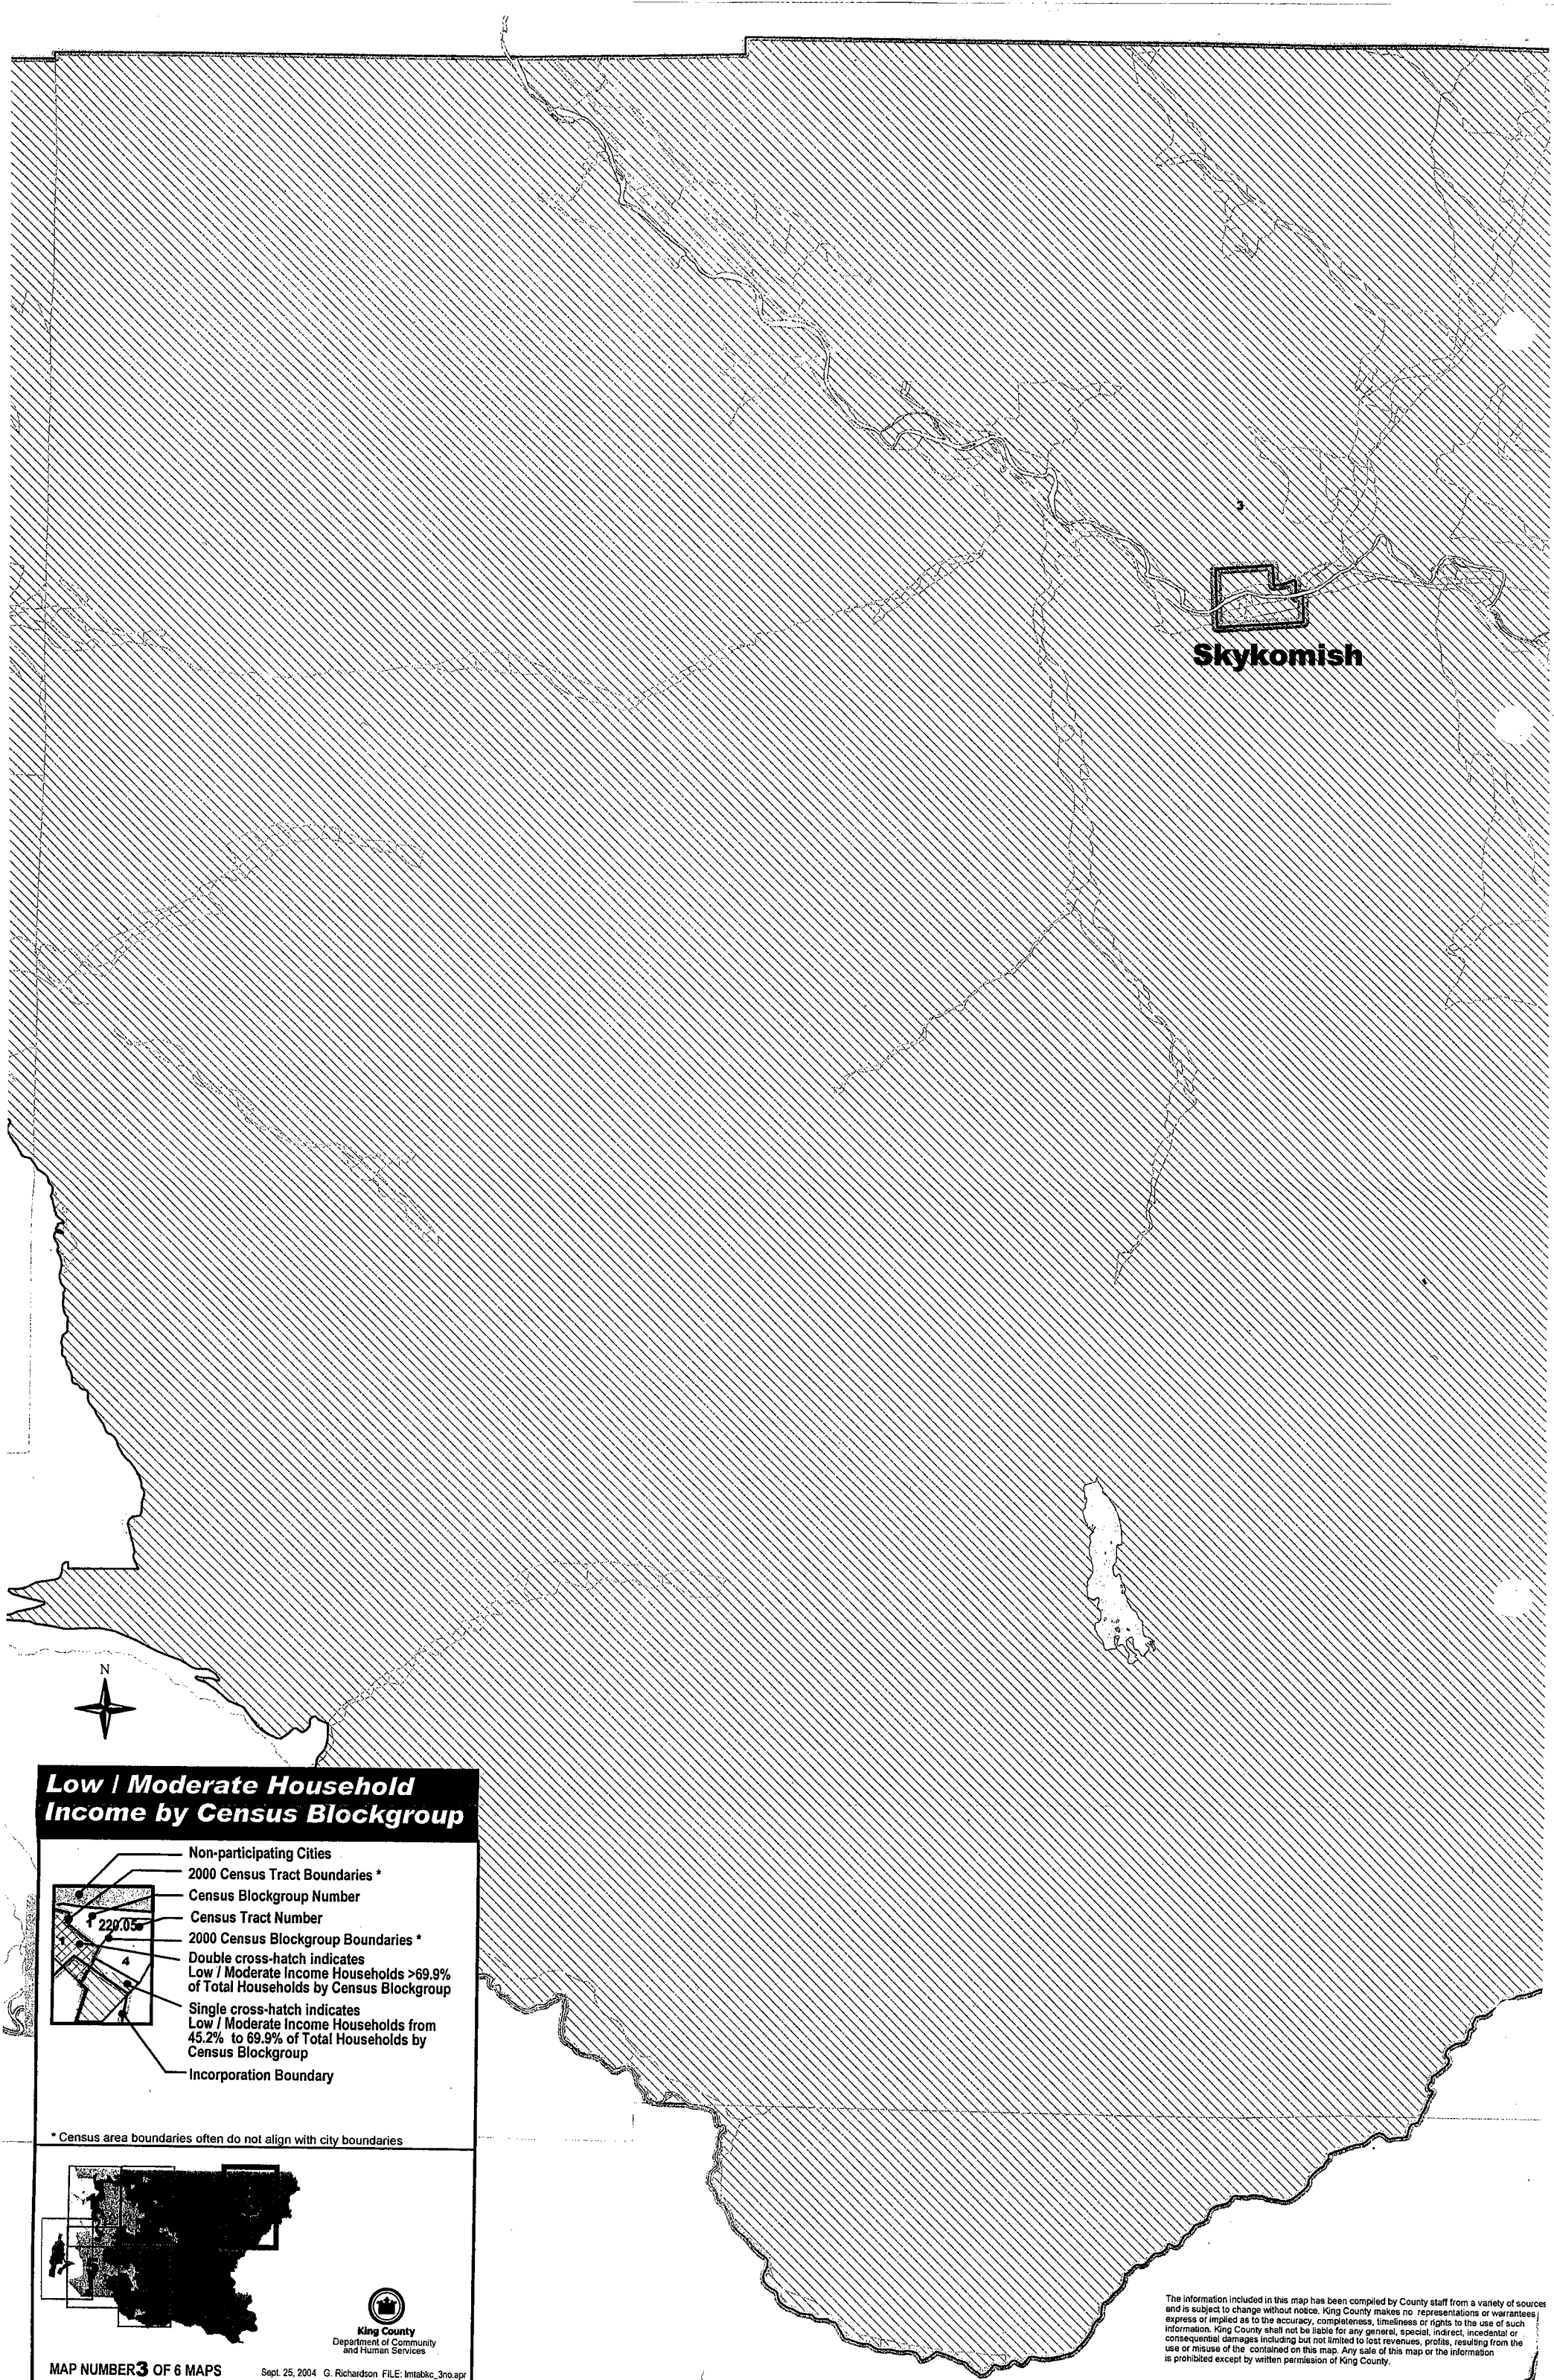 3
Skykomish
N
Low / Moderate Household
Income by Census Blockgroup
Non-participating Cities
2000 Census Tract Boundaries *
Census Blockgroup Number
Census Tract Number
2000 Census Blockgroup Boundaries *
Double cross-hatch indicates
Low / Moderate Income Households >69.9%
of Total Households by Census Blockgroup
Single cross-hatch indicates
Low / Moderate Income Households from
45.2% to 69.9% of Total Households by
Census Blockgroup
Incorporation Boundary
1
220.05
1
4
* Census area boundaries often do not align with city boundaries
King County
Department of Community
and Human Services
MAP NUMBER 3 OF 6 MAPS
Sept. 25, 2004 G. Richardson FILE: lmtabkc_3no.apr
The information included in this map has been compiled by County staff from a variety of sources
and is subject to change without notice. King County makes no representations or warrantees,
express or implied as to the accuracy, completeness, timeliness or rights to the use of such
information. King County shall not be liable for any general, special, indirect, incedental or
consequential damages including but not limited to lost revenues, profits, resulting from the
use or misuse of the contained on this map. Any sale of this map or the information
is prohibited except by written permission of King County.